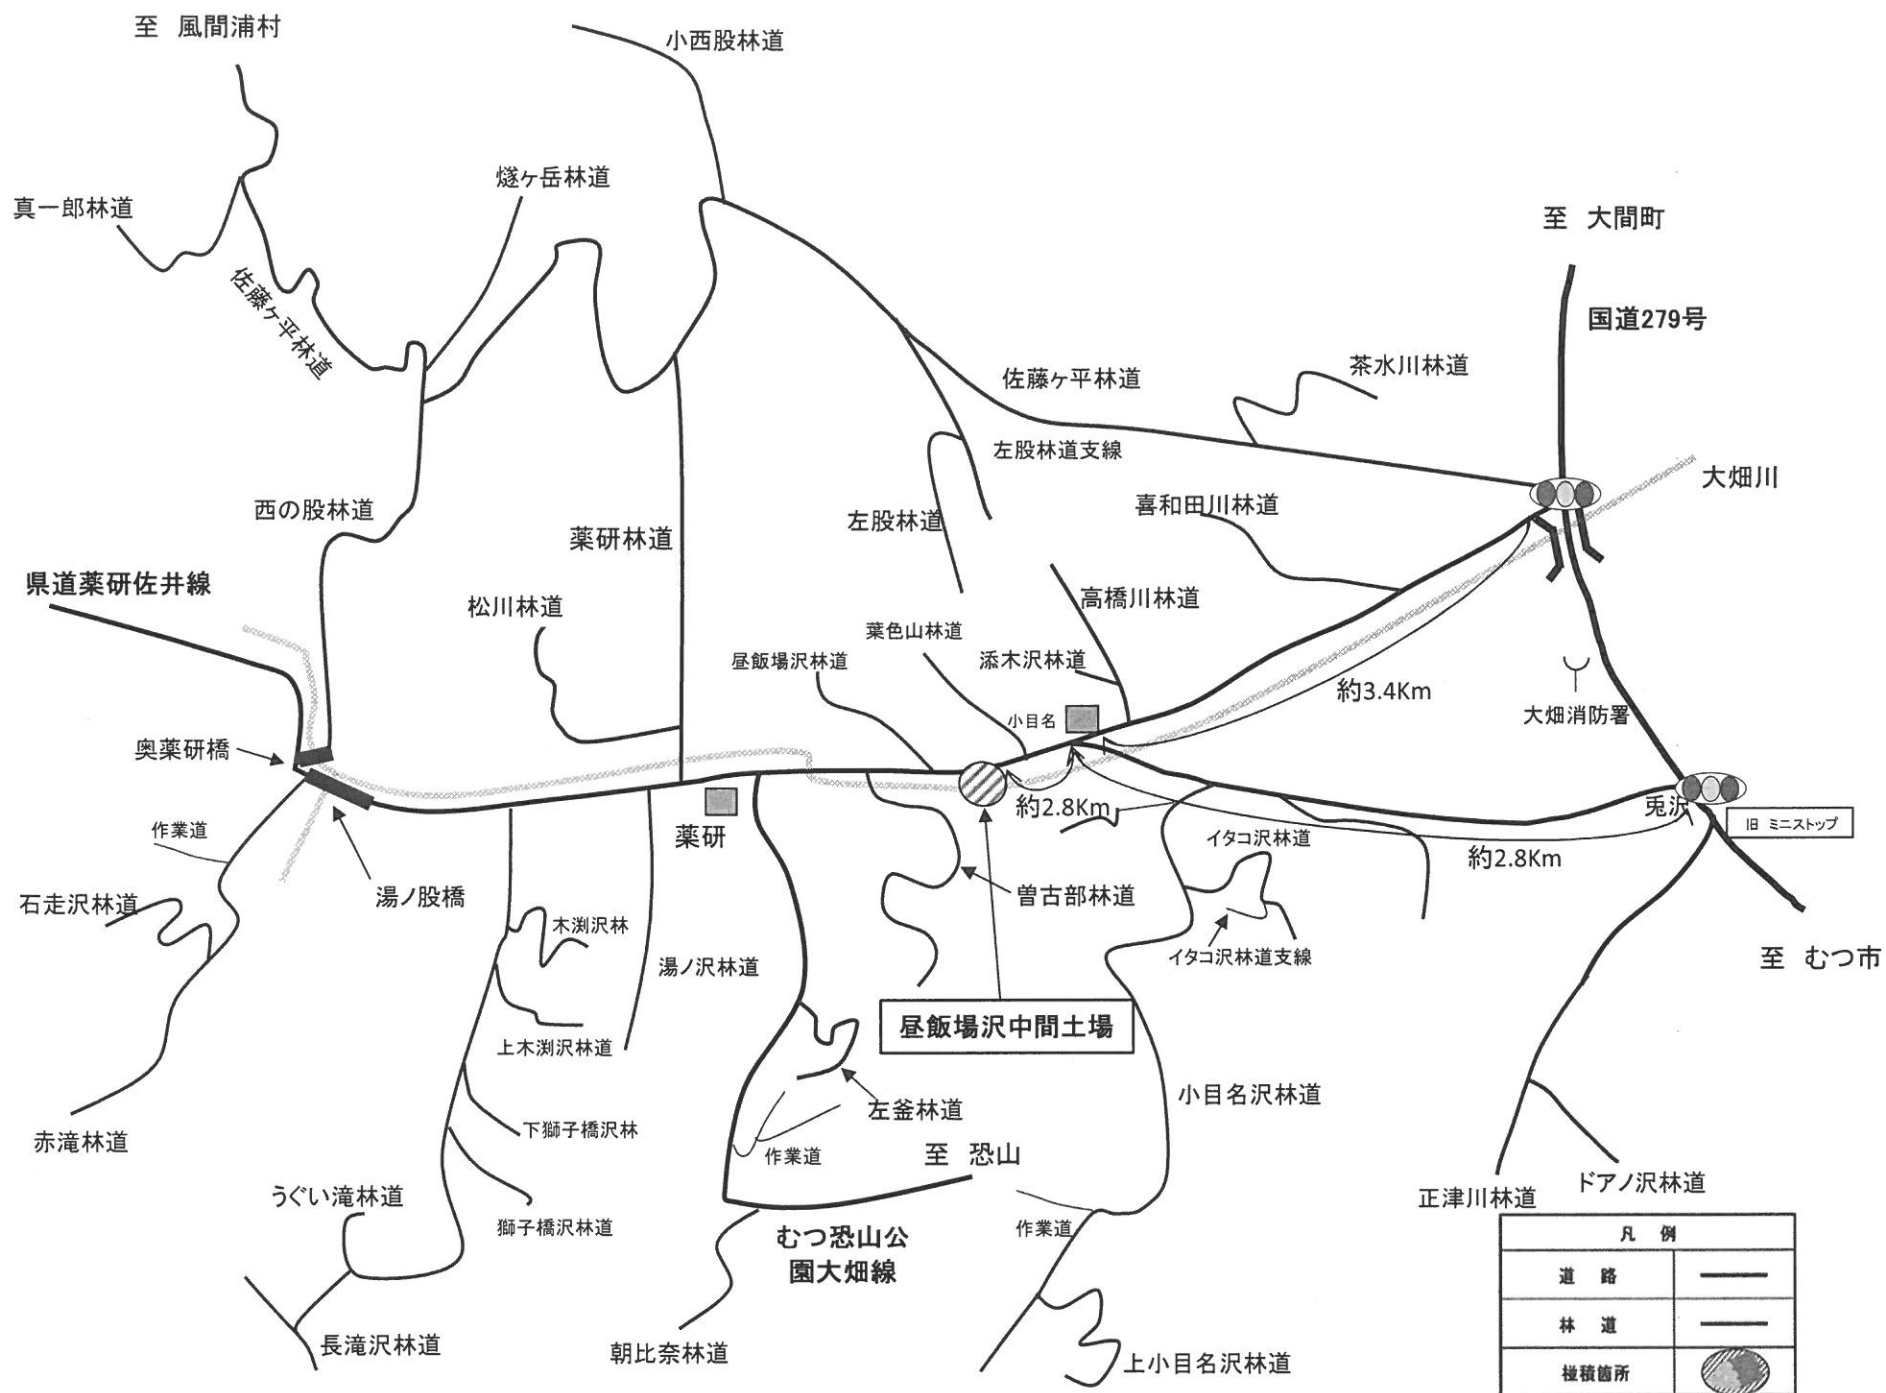 至 風間浦村
小西股林道
燧ヶ岳林道
真一郎林道
至 大間町
佐藤ヶ平林道
国道279号
茶水川林道
佐藤ヶ平林道
左股林道支線
大畑川
喜和田川林道
西の股林道
左股林道
薬研林道
県道薬研佐井線
高橋川林道
松川林道
葉色山林道
昼飯場沢林道
添木沢林道
約3.4Km
小目名
大畑消防署
奥薬研橋
約2.8Km
兎沢
旧 ミニストップ
作業道
薬研
イタコ沢林道
約2.8Km
湯ノ股橋
曽古部林道
石走沢林道
木渕沢林
イタコ沢林道支線
至 むつ市
湯ノ沢林道
昼飯場沢中間土場
上木渕沢林道
小目名沢林道
左釜林道
下獅子橋沢林
赤滝林道
作業道
至 恐山
ドアノ沢林道
正津川林道
うぐい滝林道
獅子橋沢林道
作業道
むつ恐山公
園大畑線
凡 例
道 路
林 道
椪積箇所
長滝沢林道
朝比奈林道
上小目名沢林道